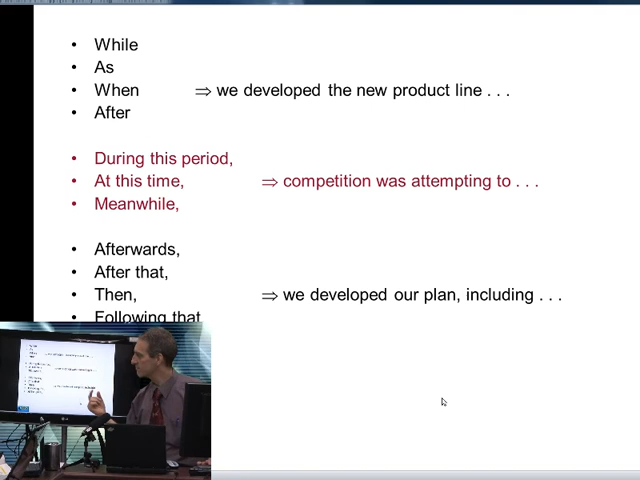 • While
• As
• When ⇒ we developed the new product line . . .
• After
• During this period,
• At this time, ⇒ competition was attempting to . . .
• Meanwhile,
• Afterwards,
• After that,
• Then, ⇒ we developed our plan, including . . .
• Following that